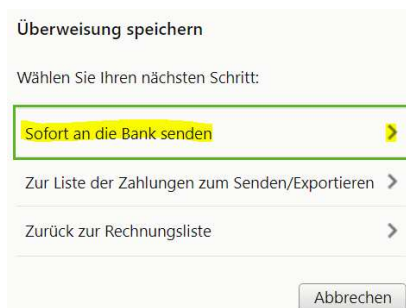 Überweisung speichern
Wählen Sie Ihren nächsten Schritt:
Sofort an die Bank senden
Zur Liste der Zahlungen zum Senden/Exportieren
Zurück zur Rechnungsliste
Abbrechen